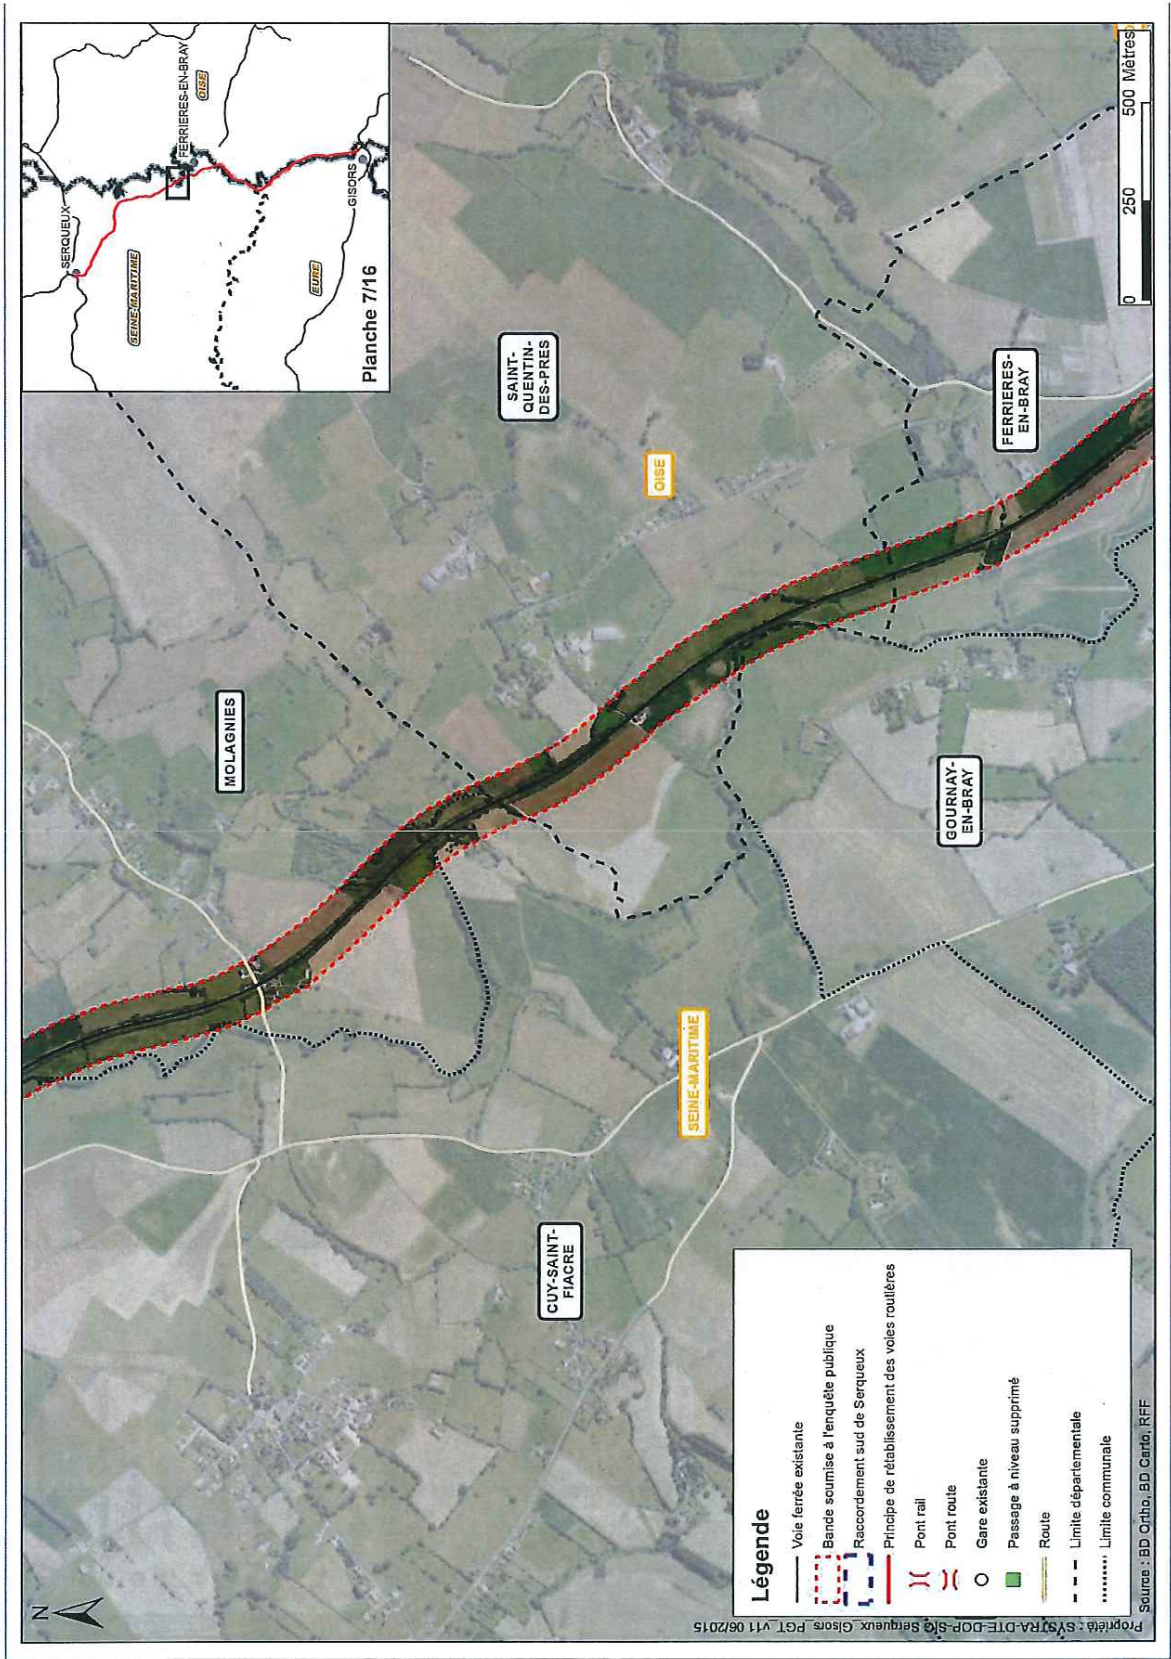 N
SERQUEUX
FERRIERES-EN-BRAY
OISE
SEINE-MARITIME
EURE
GISORS
Planche 7/16
MOLAGNIES
SAINT-
QUENTIN-
DES-PRES
OISE
CUY-SAINT-
FIACRE
SEINE-MARITIME
GOURNAY-
EN-BRAY
FERRIERES-
EN-BRAY
Légende
Voie ferrée existante
Bande soumise à l'enquête publique
Raccordement sud de Serqueux
Principe de rétablissement des voies routières
Pont rail
Pont route
Gare existante
Passage à niveau supprimé
Route
Limite départementale
Limite communale
Source : BD Ortho, BD Carto, RFF
0 250 500 Mètres
Propriété : SYSTRA-DTE-DOP-SIG Serqueux_Gisors_PGT_v11 06/2015